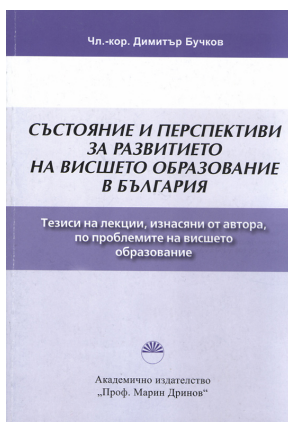 Чл.-кор. Димитър Бучков
СЪСТОЯНИЕ И ПЕРСПЕКТИВИ
ЗА РАЗВИТИЕТО
НА ВИСШЕТО ОБРАЗОВАНИЕ
В БЪЛГАРИЯ
Тезиси на лекции, изнасяни от автора,
по проблемите на висшето
образование
Академично издателство
„Проф. Марин Дринов“